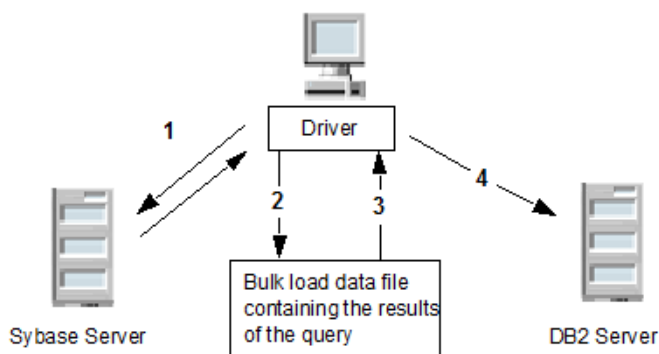 Driver
1
2
3
4
Bulk load data file
containing the results
of the query
Sybase Server
DB2 Server